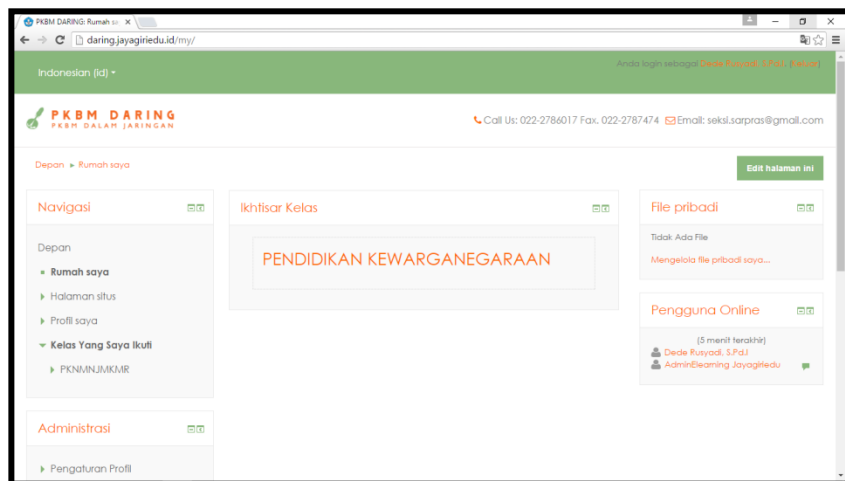 PKBM DARING: Rumah sa
daring.jayagiriedu.id/my/
Indonesian (id)
Anda login sebagai Dede Rusyadi, S.Pd.I. (Keluar)
PKBM DARING
PKBM DALAM JARINGAN
Call Us: 022-2786017 Fax. 022-2787474 Email: seksi.sarpras@gmail.com
Depan ► Rumah saya
Edit halaman ini
Navigasi
Depan
Rumah saya
Halaman situs
Profil saya
Kelas Yang Saya Ikuti
PKNMNJMKMR
Administrasi
Pengaturan Profil
Ikhtisar Kelas
PENDIDIKAN KEWARGANEGARAAN
File pribadi
Tidak Ada File
Mengelola file pribadi saya...
Pengguna Online
(5 menit terakhir)
Dede Rusyadi, S.Pd.I
AdminElearning Jayagiriedu